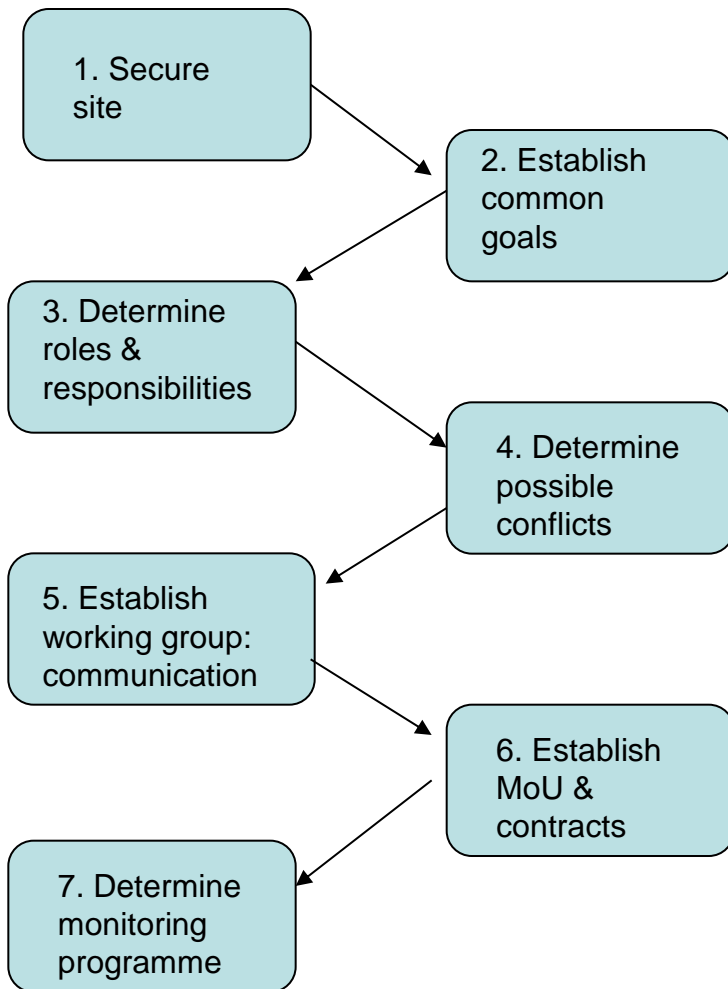 1. Secure
site
2. Establish
common
goals
3. Determine
roles &
responsibilities
4. Determine
possible
conflicts
5. Establish
working group:
communication
6. Establish
MoU &
contracts
7. Determine
monitoring
programme